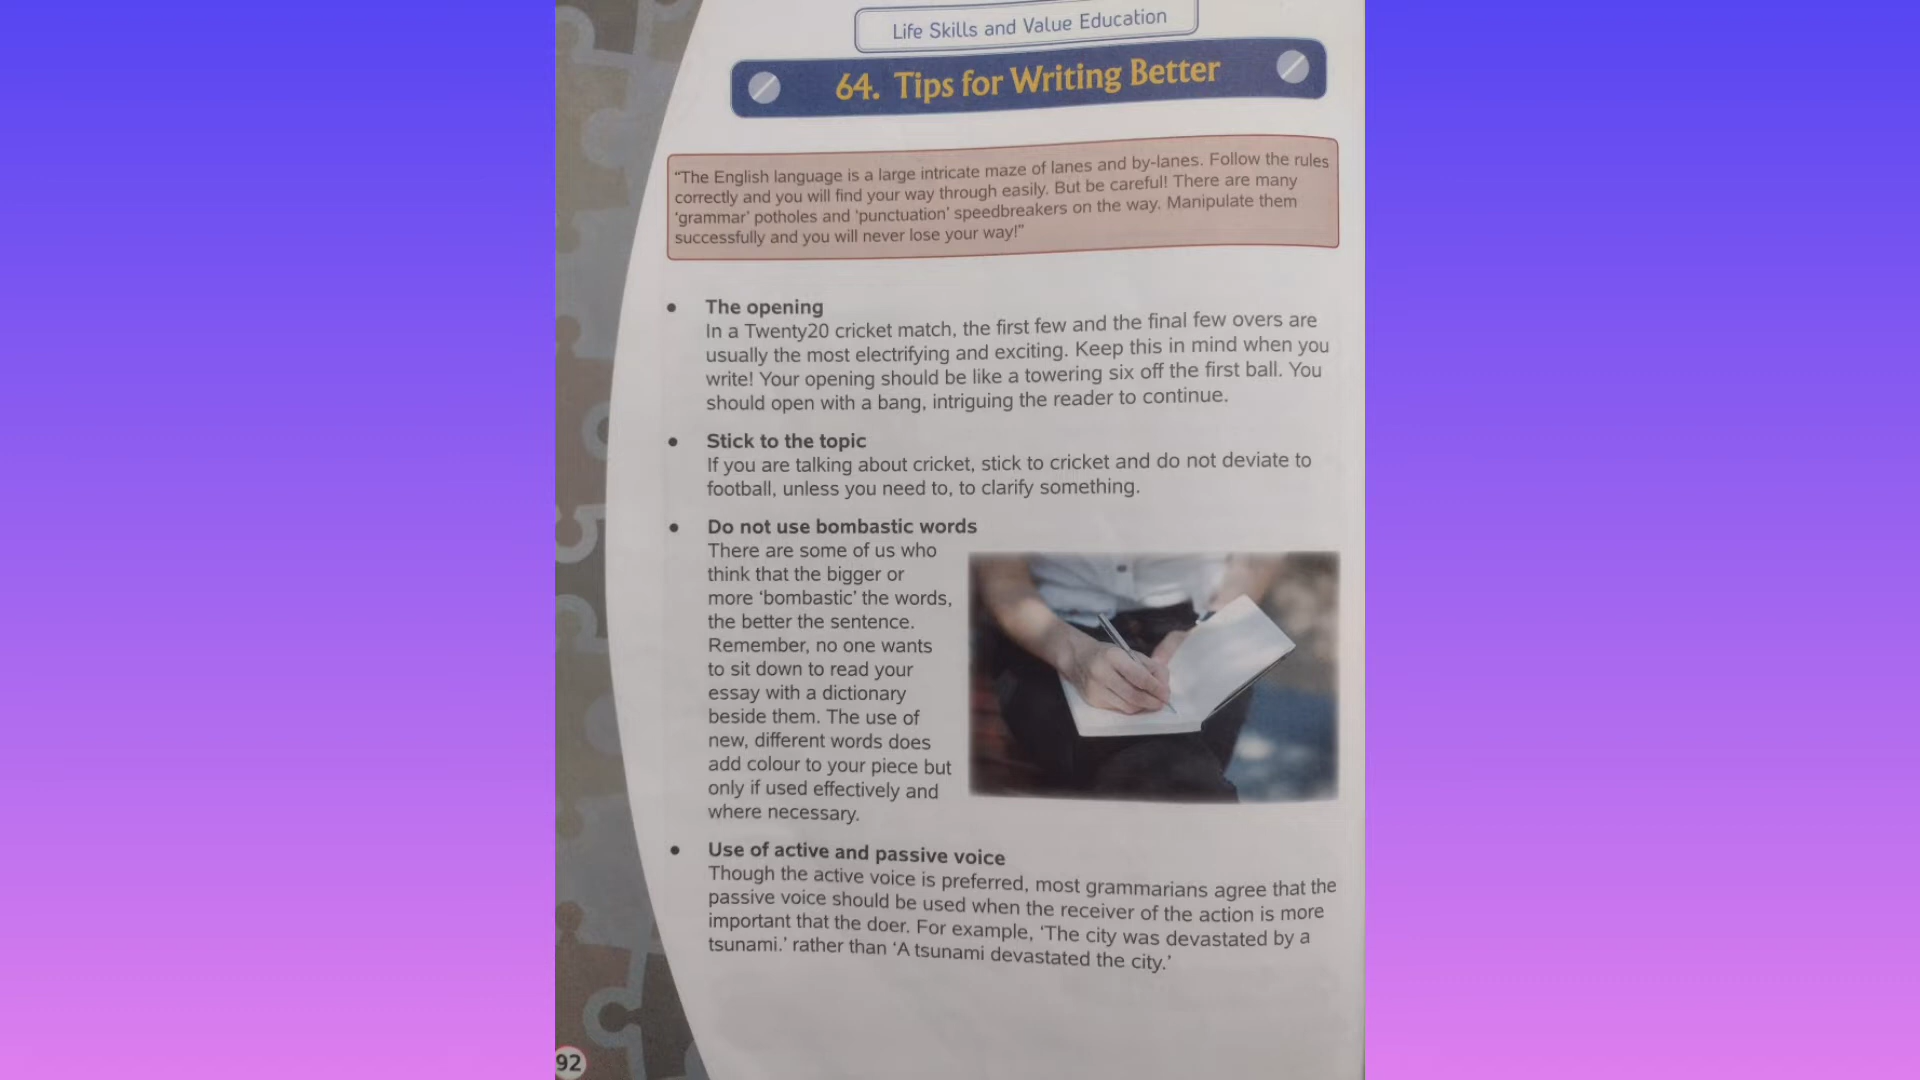 Life Skills and Value Education
64. Tips for Writing Better
“The English language is a large intricate maze of lanes and by-lanes. Follow the rules
correctly and you will find your way through easily. But be careful! There are many
‘grammar’ potholes and ‘punctuation’ speedbreakers on the way. Manipulate them
successfully and you will never lose your way!”
• The opening
In a Twenty20 cricket match, the first few and the final few overs are
usually the most electrifying and exciting. Keep this in mind when you
write! Your opening should be like a towering six off the first ball. You
should open with a bang, intriguing the reader to continue.
• Stick to the topic
If you are talking about cricket, stick to cricket and do not deviate to
football, unless you need to, to clarify something.
• Do not use bombastic words
There are some of us who
think that the bigger or
more ‘bombastic’ the words,
the better the sentence.
Remember, no one wants
to sit down to read your
essay with a dictionary
beside them. The use of
new, different words does
add colour to your piece but
only if used effectively and
where necessary.
• Use of active and passive voice
Though the active voice is preferred, most grammarians agree that the
passive voice should be used when the receiver of the action is more
important that the doer. For example, ‘The city was devastated by a
tsunami.’ rather than ‘A tsunami devastated the city.’
92